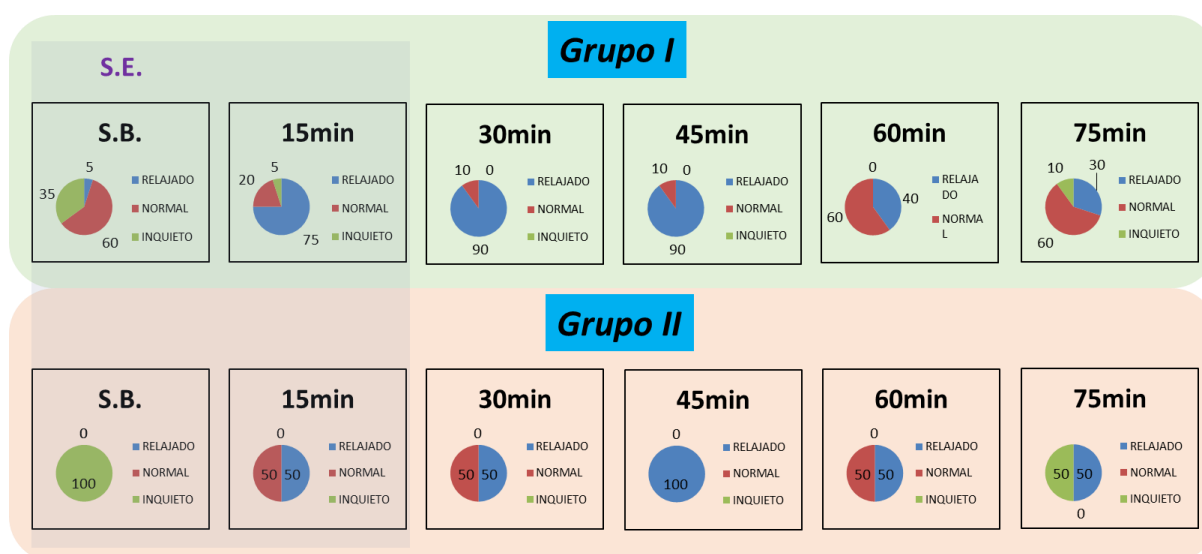 Grupo I
S.E.
S.B.
5
35
60
RELAJADO
NORMAL
INQUIETO
15min
5
20
75
RELAJADO
NORMAL
INQUIETO
30min
10
0
90
RELAJADO
NORMAL
INQUIETO
45min
10
0
90
RELAJADO
NORMAL
INQUIETO
60min
0
40
60
RELAJA
DO
NORMA
L
75min
10
30
60
RELAJADO
NORMAL
INQUIETO
Grupo II
S.B.
0
100
RELAJADO
NORMAL
INQUIETO
15min
0
50 50
RELAJADO
NORMAL
INQUIETO
30min
0
50 50
RELAJADO
NORMAL
INQUIETO
45min
0
100
RELAJADO
NORMAL
INQUIETO
60min
0
50 50
RELAJADO
NORMAL
INQUIETO
75min
50 50
0
RELAJADO
NORMAL
INQUIETO